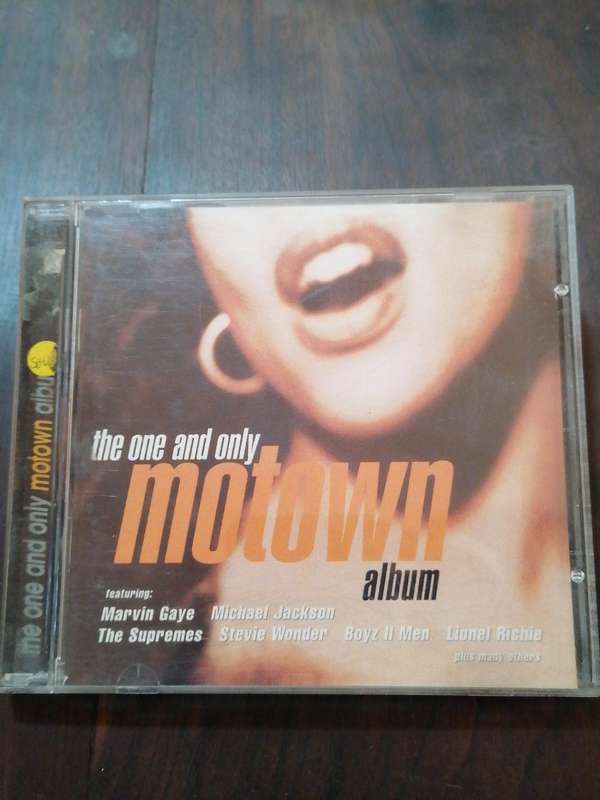 the one and only
motown
album
featuring:
Marvin Gaye Michael Jackson
The Supremes Stevie Wonder Boyz II Men Lionel Richie
plus many others
the one and only motown album